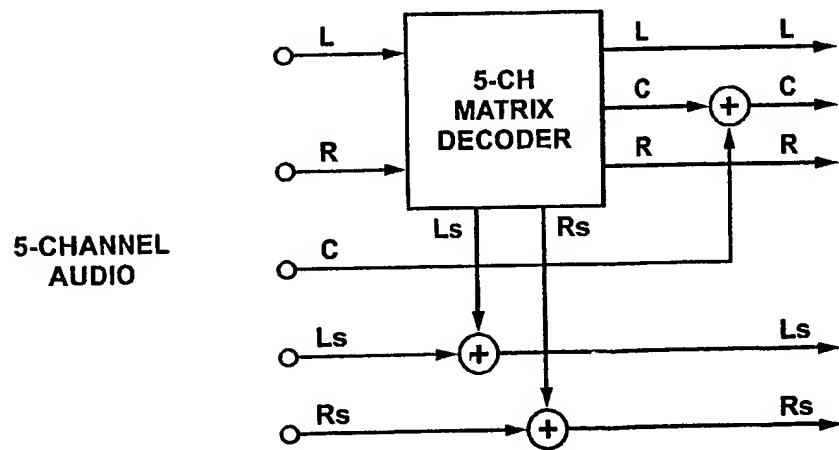 L
L
L
5-CH
MATRIX
DECODER
C
C
R
R
R
Ls
Rs
5-CHANNEL
AUDIO
C
Ls
Ls
Rs
Rs